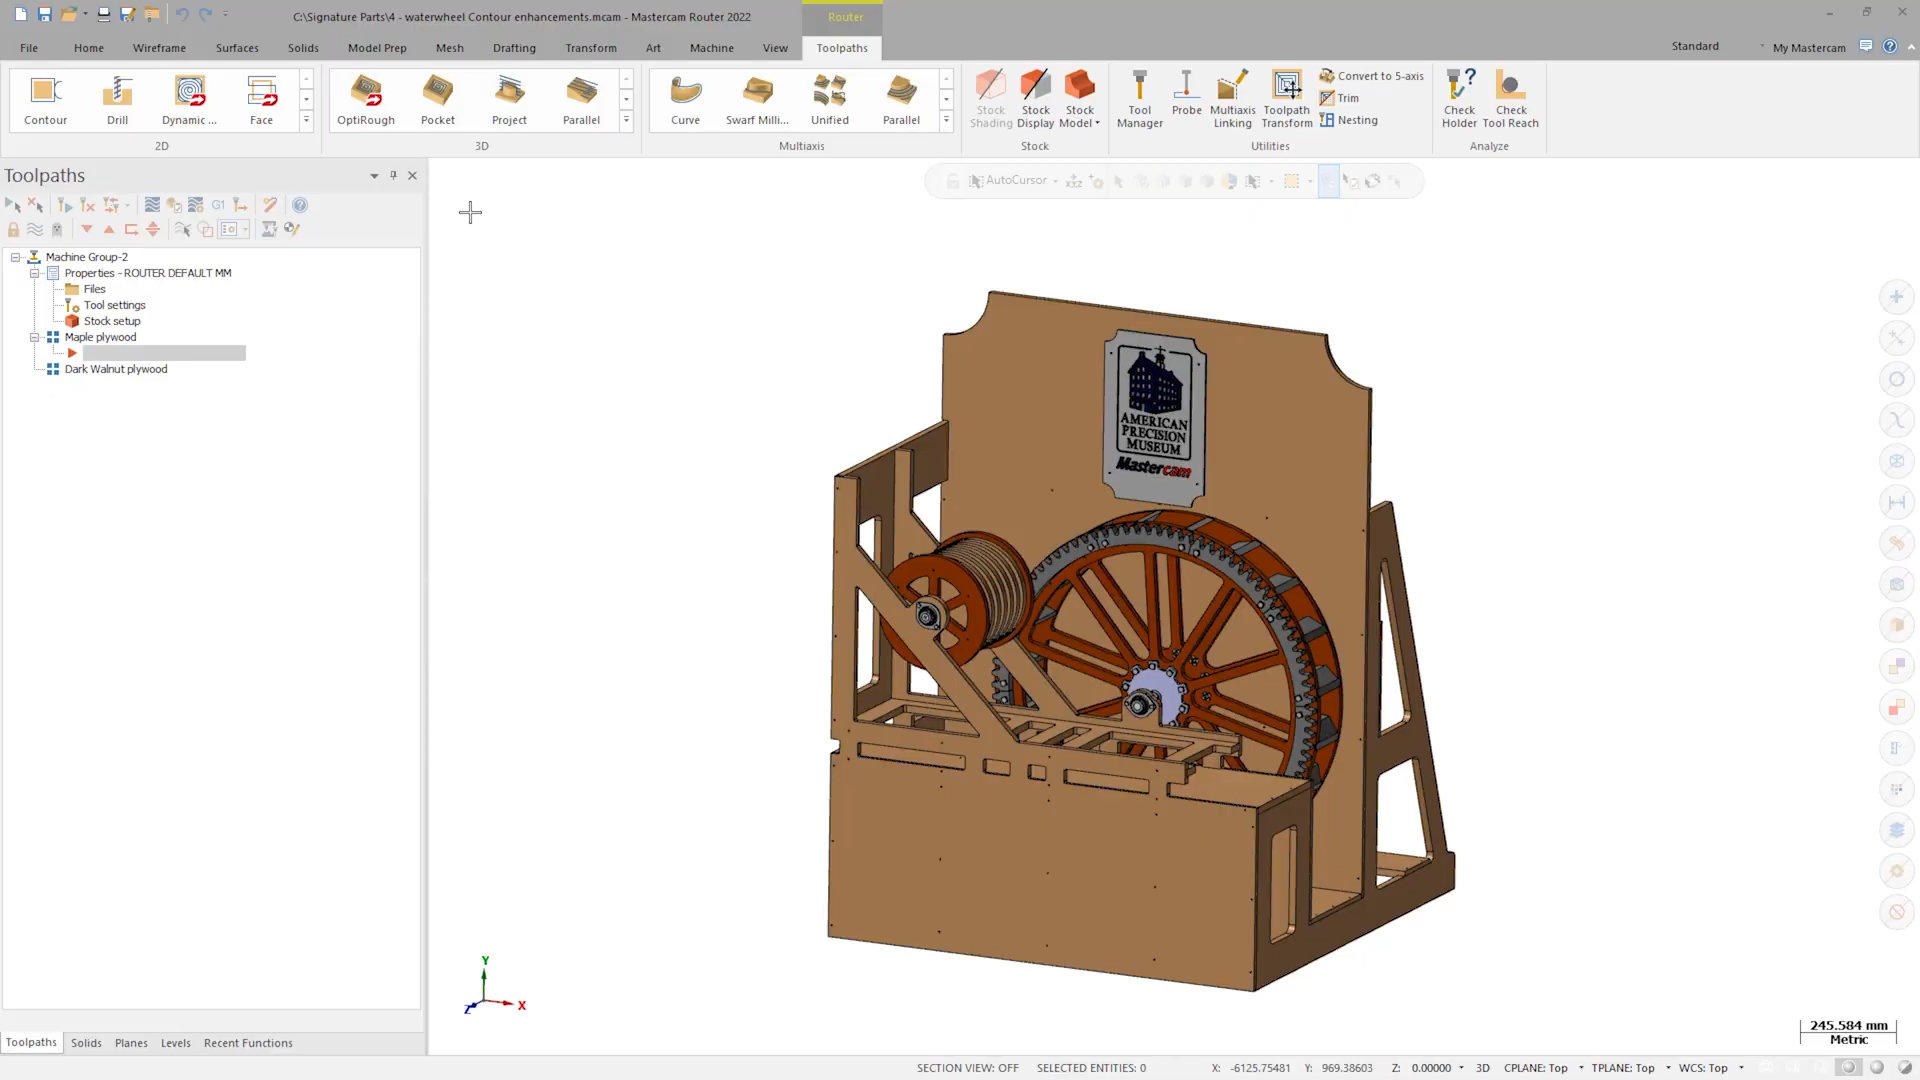 C:\Signature Parts\4 - waterwheel Contour enhancements.mcam - Mastercam Router 2022
Router
File Home Wireframe Surfaces Solids Model Prep Mesh Drafting Transform Art Machine View Toolpaths
Standard My Mastercam
Contour Drill Dynamic ... Face
OptiRough Pocket Project Parallel
Curve Swarf Milli... Unified Parallel
Stock Shading
Stock Display
Stock Model
Tool Manager
Probe
Multiaxis Linking
Toolpath Transform
Convert to 5-axis
Trim
Nesting
Check Holder
Check Tool Reach
2D 3D Multiaxis Stock Utilities Analyze
Toolpaths
AutoCursor
G1
Machine Group-2
Properties - ROUTER DEFAULT MM
Files
Tool settings
Stock setup
Maple plywood
Dark Walnut plywood
AMERICAN
PRECISION
MUSEUM
Mastercam
Y
X
Z
245.584 mm
Metric
Toolpaths Solids Planes Levels Recent Functions
SECTION VIEW: OFF SELECTED ENTITIES: 0 X: -6125.75481 Y: 969.38603 Z: 0.00000 3D CPLANE: Top TPLANE: Top WCS: Top